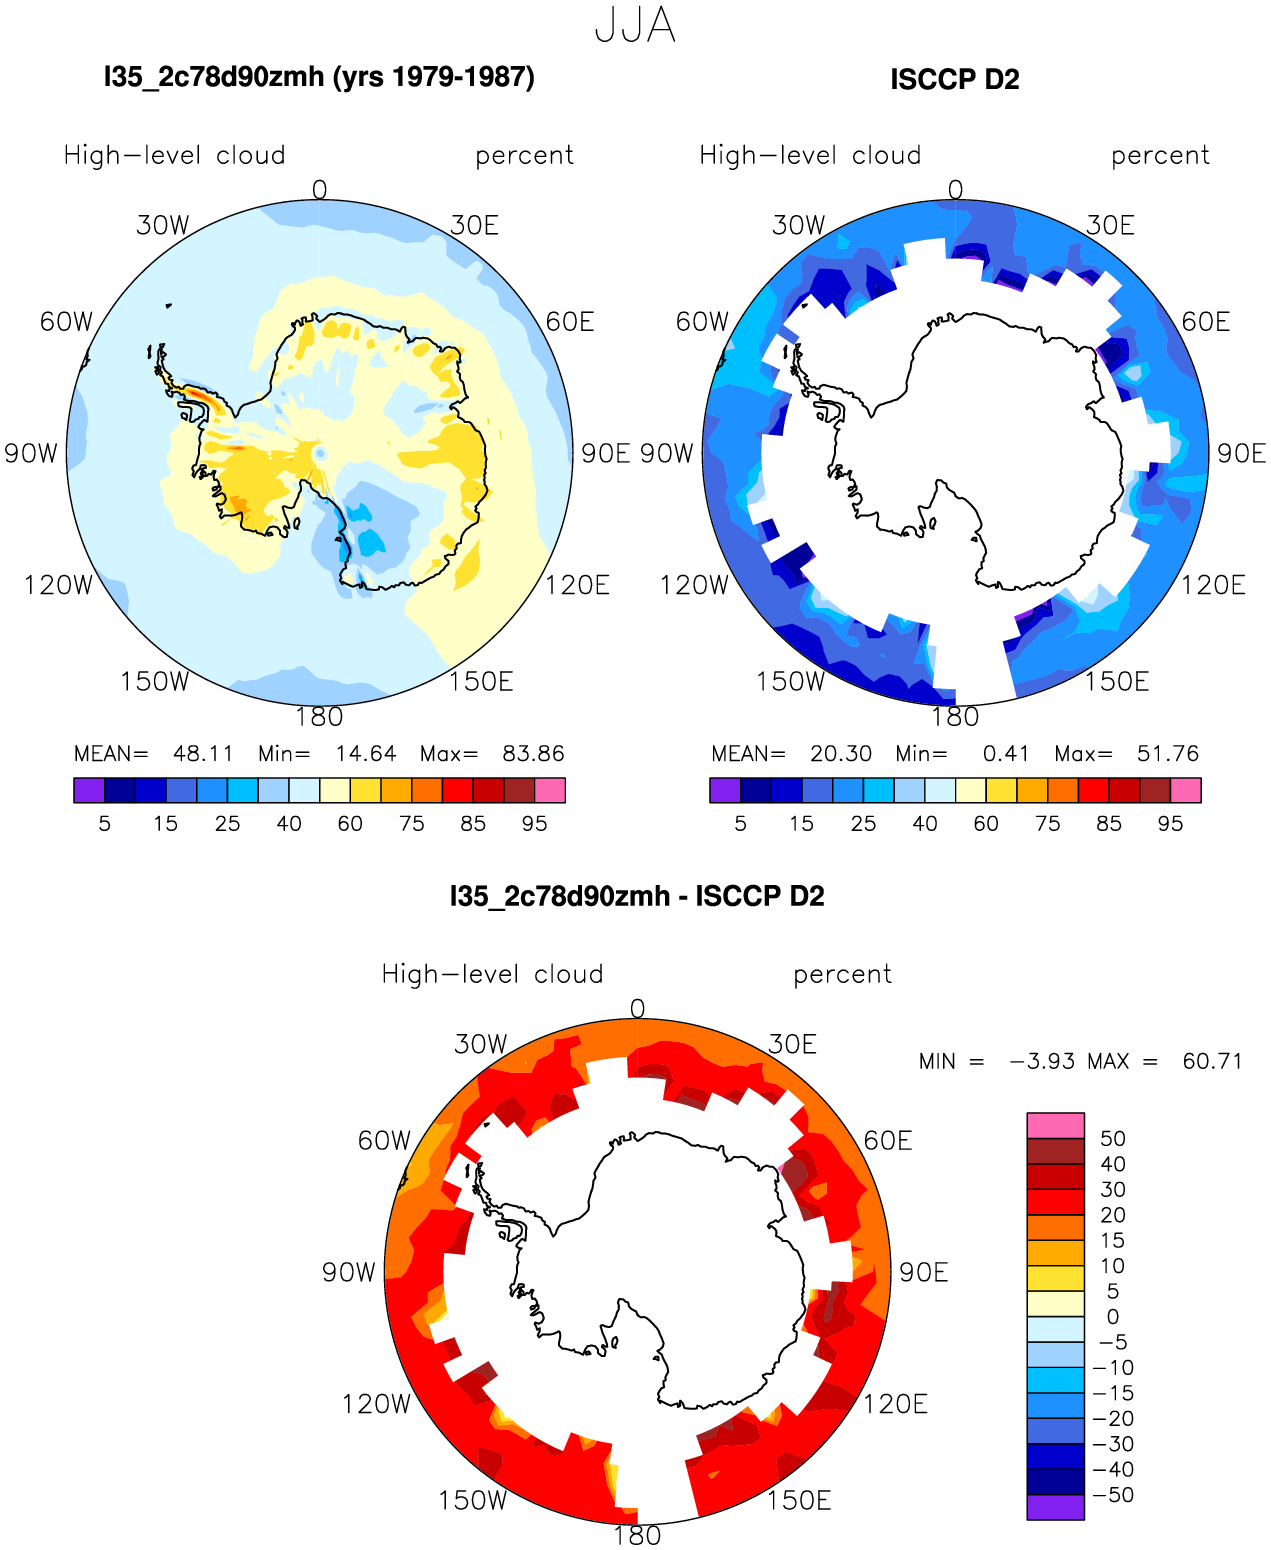 JJA
I35_2c78d90zmh (yrs 1979-1987)
ISCCP D2
High-level cloud percent
High-level cloud percent
0
30W 30E
60W 60E
90W 90E
120W 120E
150W 150E
180
0
30W 30E
60W 60E
90W 90E
120W 120E
150W 150E
180
MEAN= 48.11 Min= 14.64 Max= 83.86
5 15 25 40 60 75 85 95
MEAN= 20.30 Min= 0.41 Max= 51.76
5 15 25 40 60 75 85 95
I35_2c78d90zmh - ISCCP D2
High-level cloud percent
MIN = -3.93 MAX = 60.71
0
30W 30E
60W 60E
90W 90E
120W 120E
150W 150E
180
50
40
30
20
15
10
5
0
-5
-10
-15
-20
-30
-40
-50